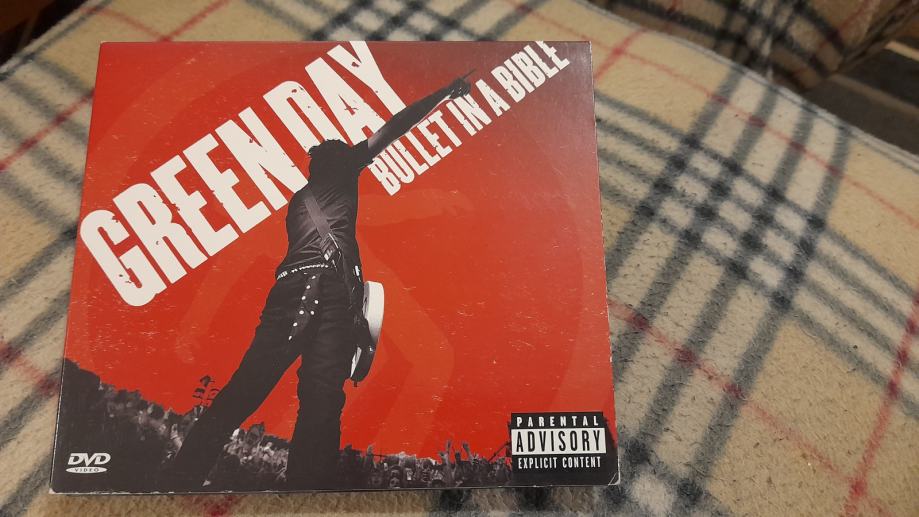 GREEN DAY
BULLET IN A BIBLE
DVD
VIDEO
PARENTAL
ADVISORY
EXPLICIT CONTENT